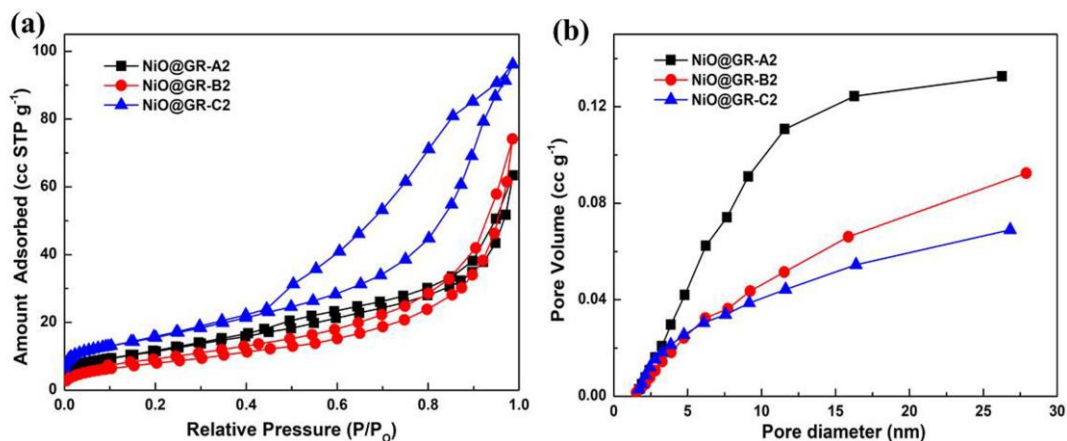 (a)
100
80
60
40
20
0
Amount Adsorbed (cc STP g⁻¹)
NiO@GR-A2
NiO@GR-B2
NiO@GR-C2
0.0 0.2 0.4 0.6 0.8 1.0
Relative Pressure (P/P₀)
(b)
0.12
0.08
0.04
0.00
Pore Volume (cc g⁻¹)
NiO@GR-A2
NiO@GR-B2
NiO@GR-C2
0 5 10 15 20 25 30
Pore diameter (nm)